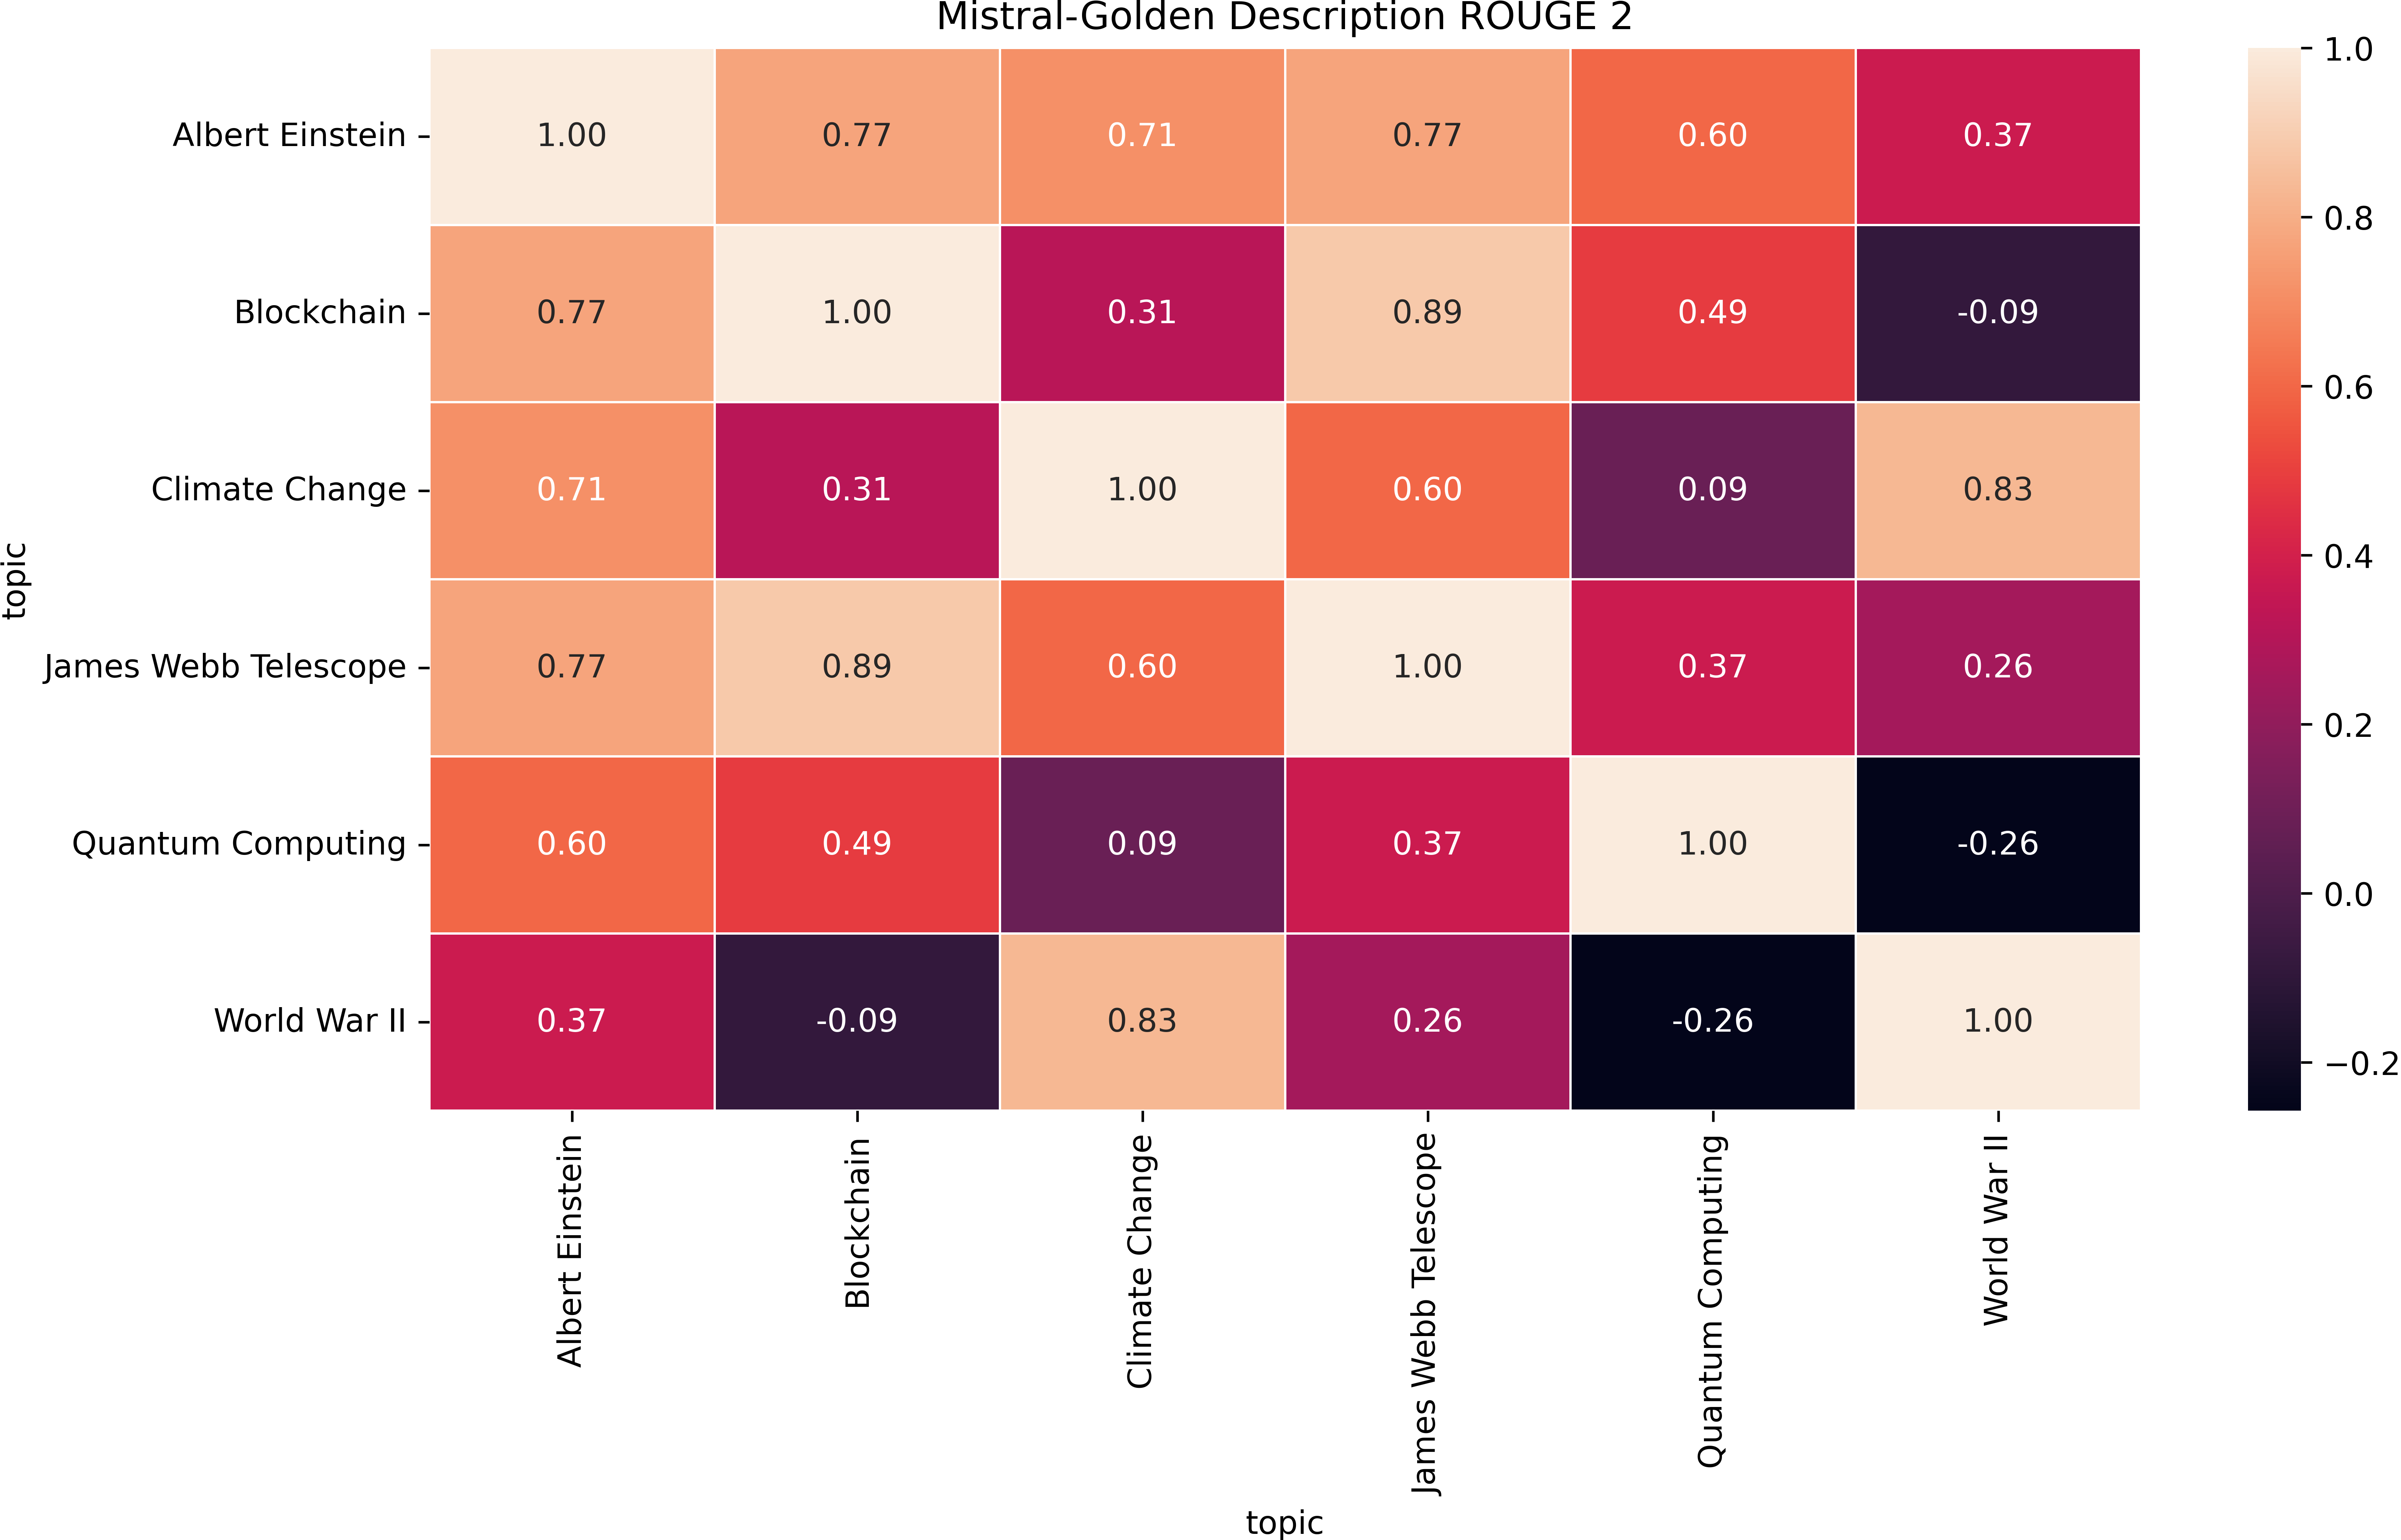 Mistral-Golden Description ROUGE 2
Albert Einstein 1.00 0.77 0.71 0.77 0.60 0.37
Blockchain 0.77 1.00 0.31 0.89 0.49 -0.09
Climate Change 0.71 0.31 1.00 0.60 0.09 0.83
James Webb Telescope 0.77 0.89 0.60 1.00 0.37 0.26
Quantum Computing 0.60 0.49 0.09 0.37 1.00 -0.26
World War II 0.37 -0.09 0.83 0.26 -0.26 1.00
topic
Albert Einstein
Blockchain
Climate Change
James Webb Telescope
Quantum Computing
World War II
topic
1.0
0.8
0.6
0.4
0.2
0.0
−0.2